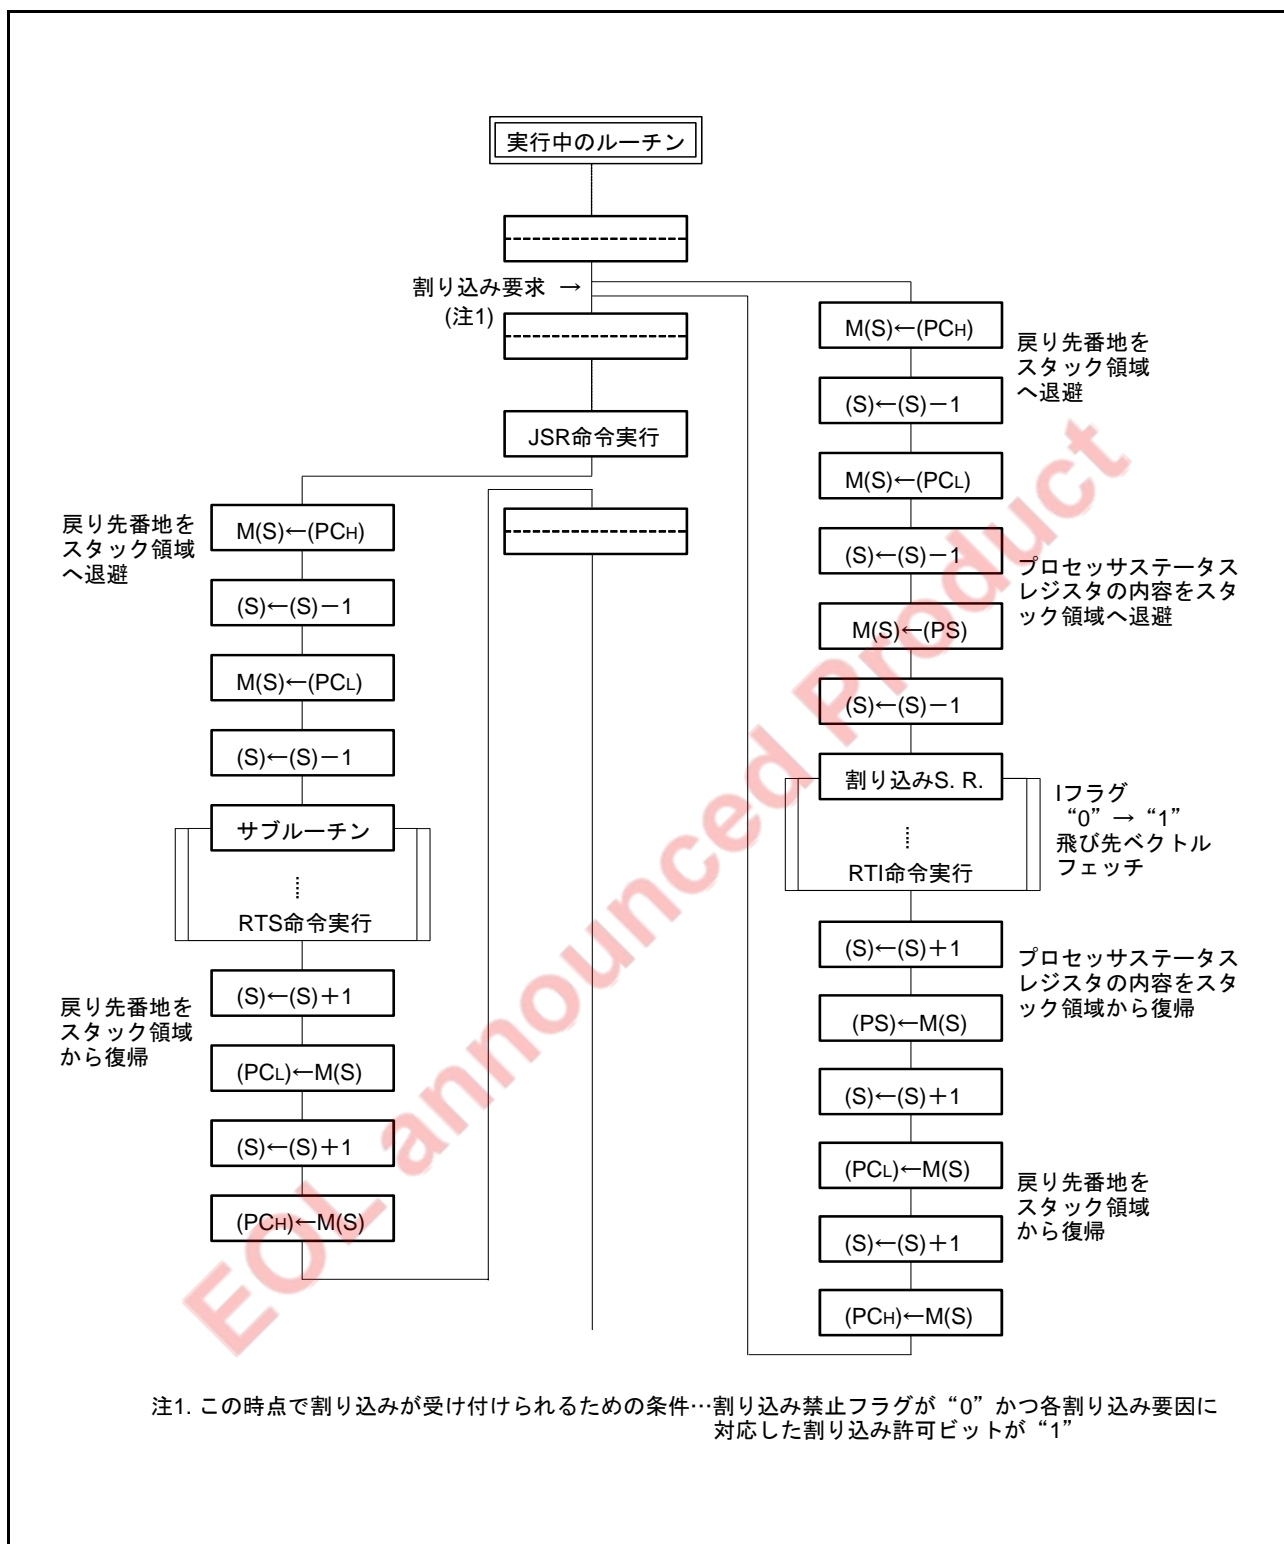 実行中のルーチン
割り込み要求 →
(注1)
JSR命令実行
戻り先番地を
スタック領域
へ退避
M(S)←(PCH)
(S)←(S)－1
M(S)←(PCL)
(S)←(S)－1
サブルーチン
RTS命令実行
戻り先番地を
スタック領域
から復帰
(S)←(S)＋1
(PCL)←M(S)
(S)←(S)＋1
(PCH)←M(S)
M(S)←(PCH)
戻り先番地を
スタック領域
へ退避
(S)←(S)－1
M(S)←(PCL)
(S)←(S)－1
プロセッサステータス
レジスタの内容をスタ
ック領域へ退避
M(S)←(PS)
(S)←(S)－1
割り込みS. R.
RTI命令実行
Iフラグ
“0” → “1”
飛び先ベクトル
フェッチ
(S)←(S)＋1
プロセッサステータス
レジスタの内容をスタ
ック領域から復帰
(PS)←M(S)
(S)←(S)＋1
(PCL)←M(S)
戻り先番地を
スタック領域
から復帰
(S)←(S)＋1
(PCH)←M(S)
注1. この時点で割り込みが受け付けられるための条件…割り込み禁止フラグが“0”かつ各割り込み要因に
対応した割り込み許可ビットが“1”
EOL announced Product